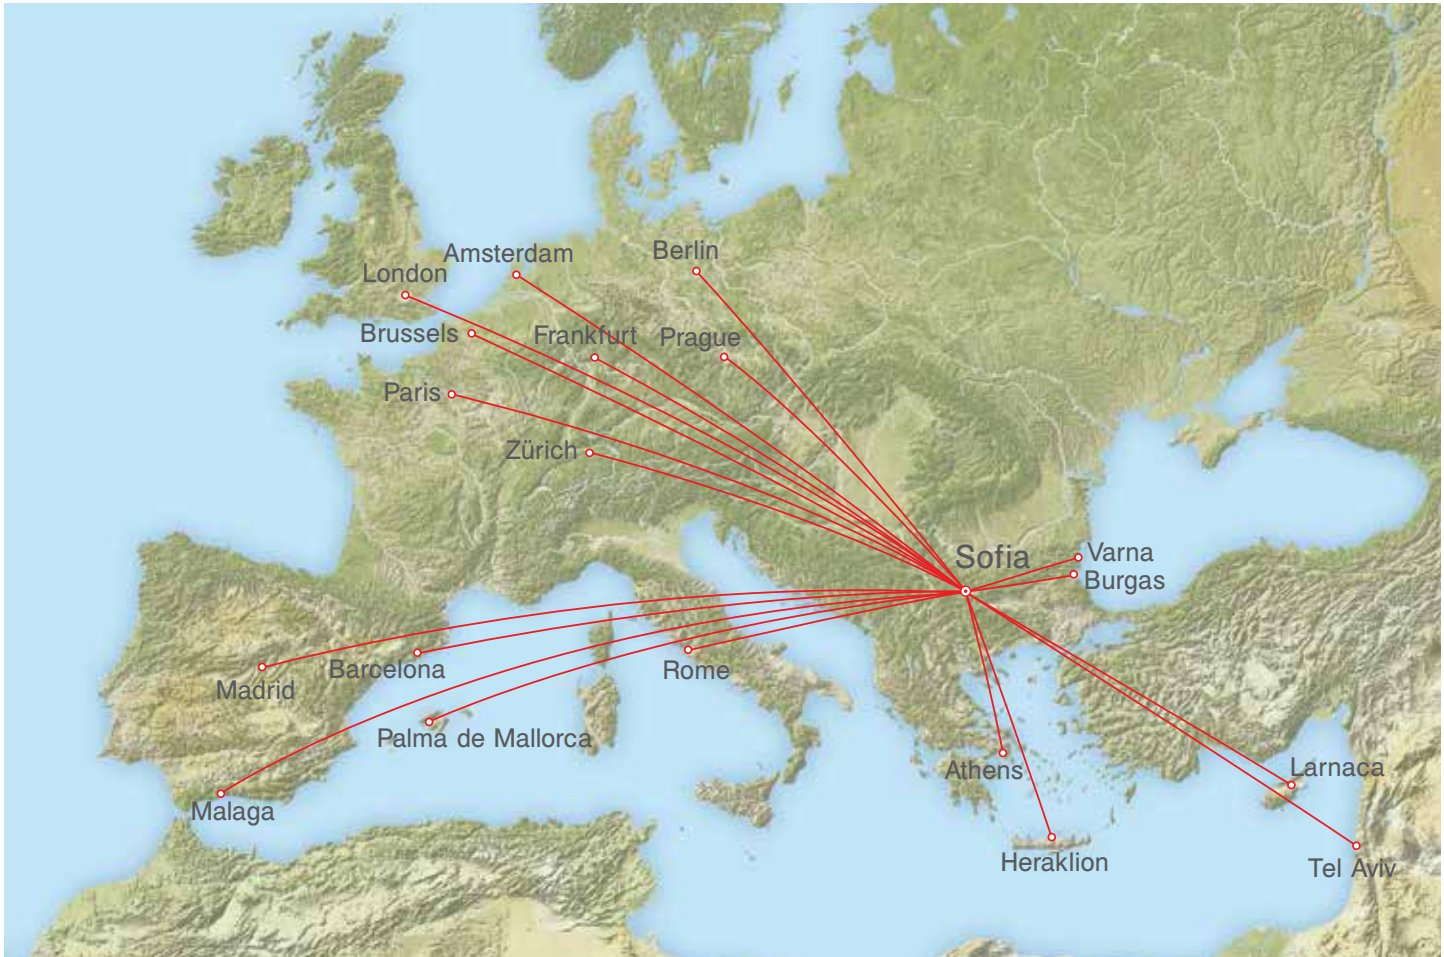 Amsterdam
Berlin
London
Brussels
Frankfurt
Prague
Paris
Zürich
Sofia
Varna
Burgas
Barcelona
Rome
Madrid
Palma de Mallorca
Athens
Larnaca
Malaga
Heraklion
Tel Aviv